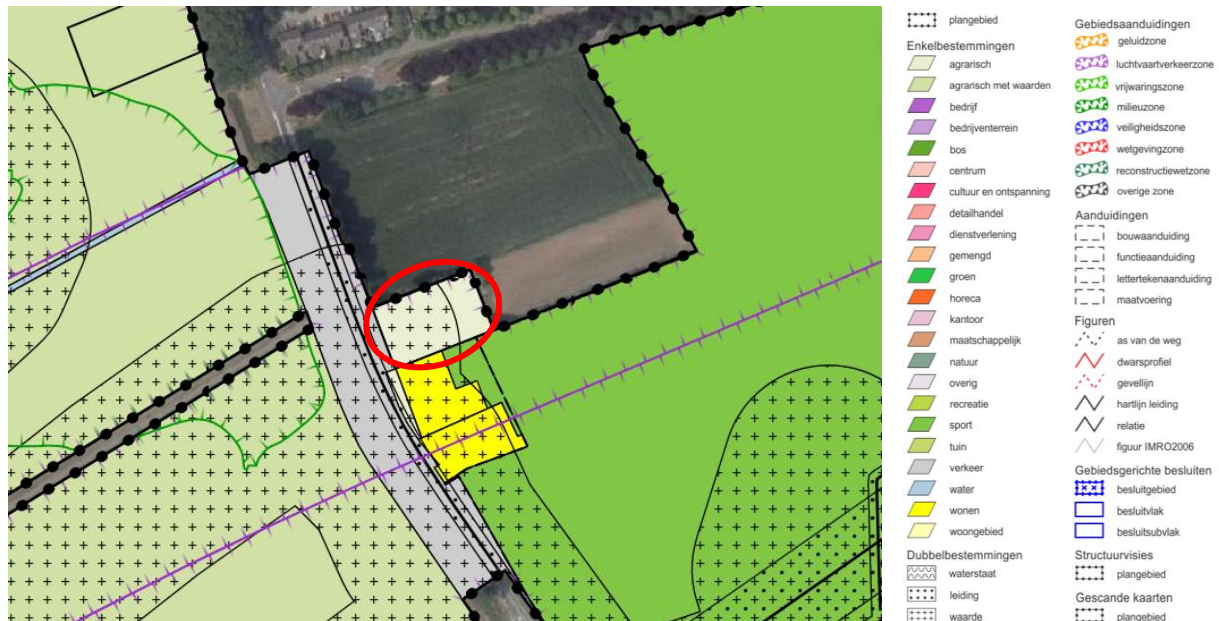 plangebied
Enkelbestemmingen
agrarisch
agrarisch met waarden
bedrijf
bedrijventerrein
bos
centrum
cultuur en ontspanning
detailhandel
dienstverlening
gemengd
groen
horeca
kantoor
maatschappelijk
natuur
overig
recreatie
sport
tuin
verkeer
water
wonen
woongebied
Dubbelbestemmingen
waterstaat
leiding
waarde
Gebiedsaanduidingen
geluidzone
luchtvaartverkeerzone
vrijwaringszone
milieuzone
veiligheidszone
wetgevingzone
reconstructiewetzone
overige zone
Aanduidingen
bouwaanduiding
functieaanduiding
lettertekenaanduiding
maatvoering
Figuren
as van de weg
dwarsprofiel
gevellijn
hartlijn leiding
relatie
figuur IMRO2006
Gebiedsgerichte besluiten
besluitgebied
besluitvlak
besluitsubvlak
Structuurvisies
plangebied
Gescande kaarten
plangebied